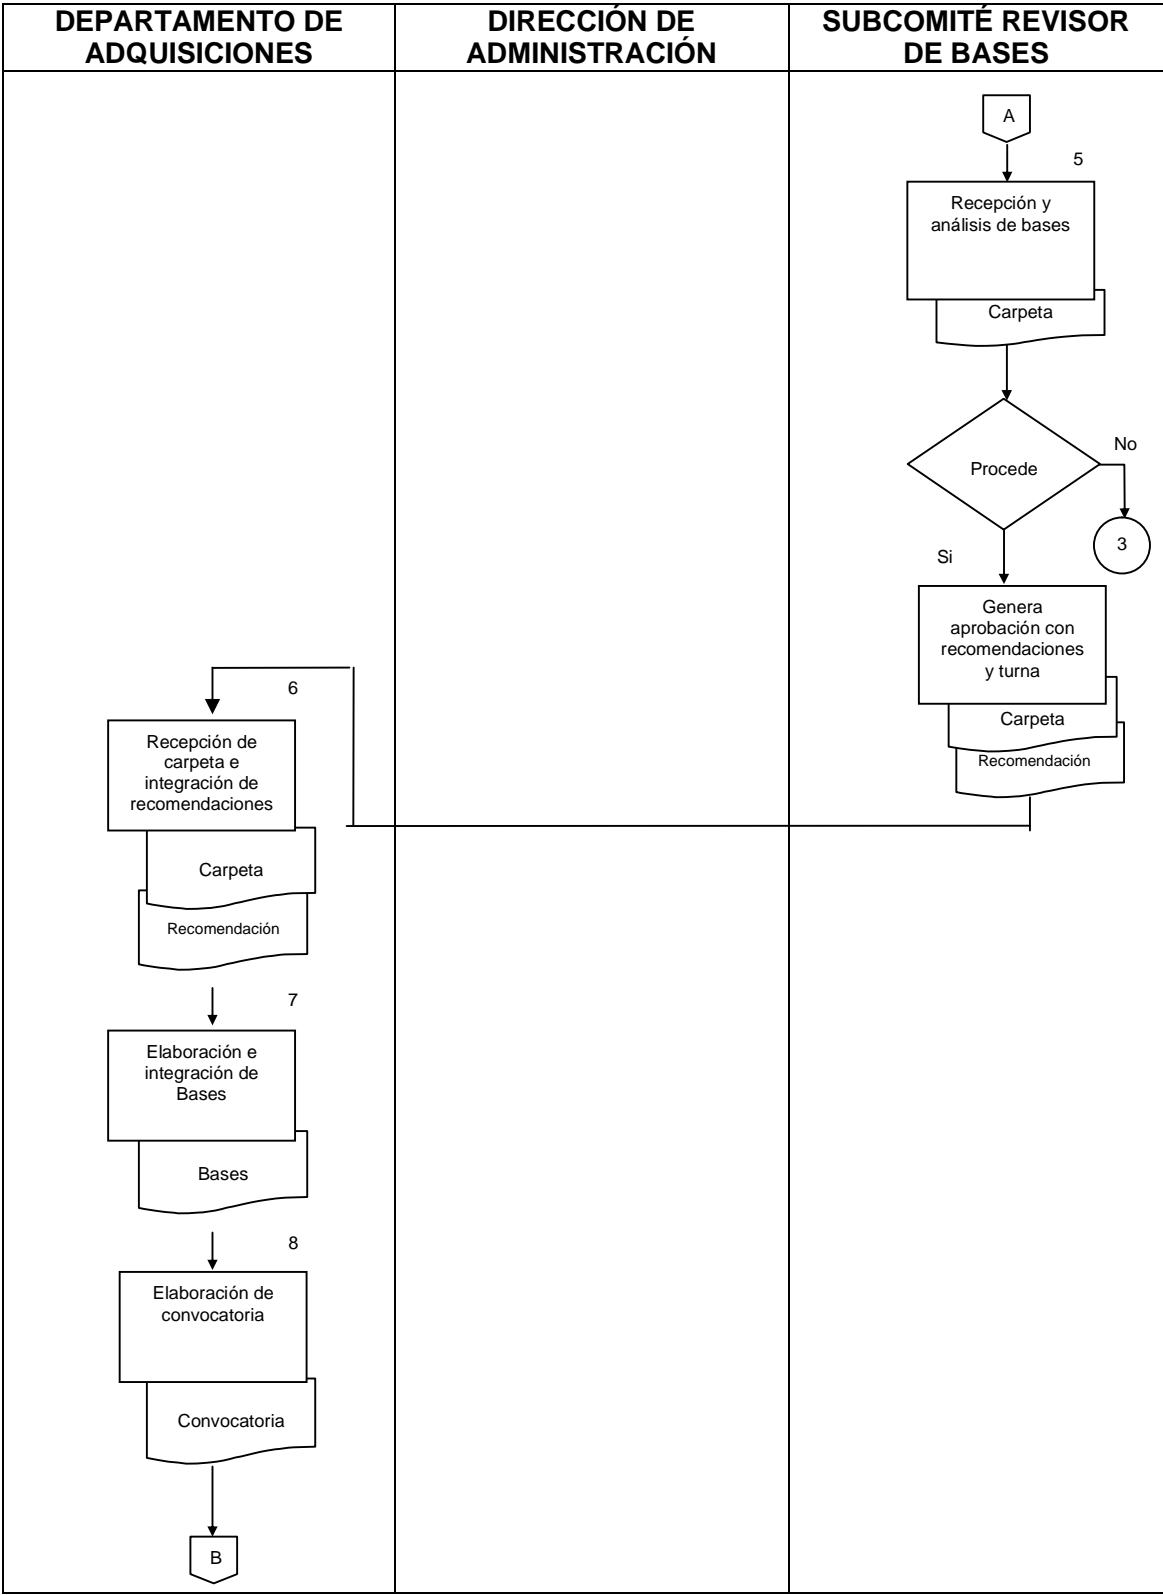 DEPARTAMENTO DE
ADQUISICIONES
DIRECCIÓN DE
ADMINISTRACIÓN
SUBCOMITÉ REVISOR
DE BASES
A
5
Recepción y
análisis de bases
Carpeta
Procede
No
3
Si
Genera
aprobación con
recomendaciones
y turna
Carpeta
Recomendación
6
Recepción de
carpeta e
integración de
recomendaciones
Carpeta
Recomendación
7
Elaboración e
integración de
Bases
Bases
8
Elaboración de
convocatoria
Convocatoria
B